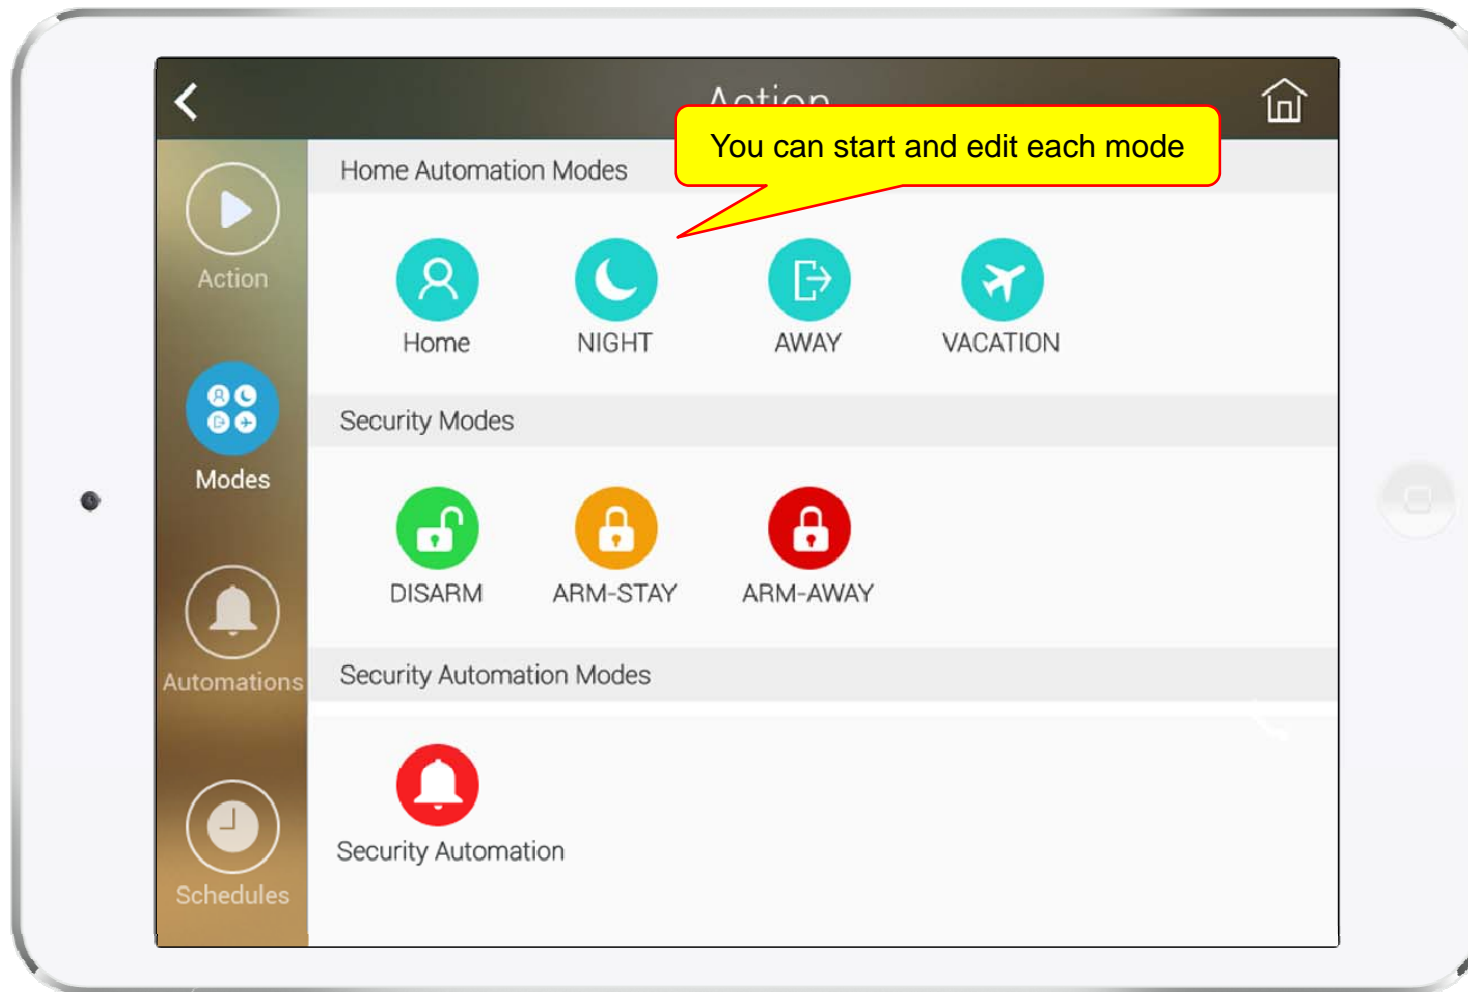 Action
You can start and edit each mode
Home Automation Modes
Action
Home
NIGHT
AWAY
VACATION
Security Modes
Modes
DISARM
ARM-STAY
ARM-AWAY
Security Automation Modes
Automations
Security Automation
Schedules